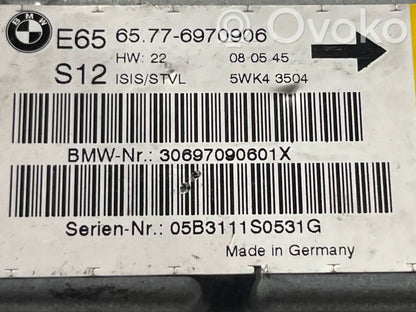 BMW
Ovoko
E65 65.77-6970906
HW: 22 08 05.45
S12 ISIS/STVL 5WK4 3504
BMW-Nr.: 30697090601X
Serien-Nr.: 05B3111S0531G
Made in Germany